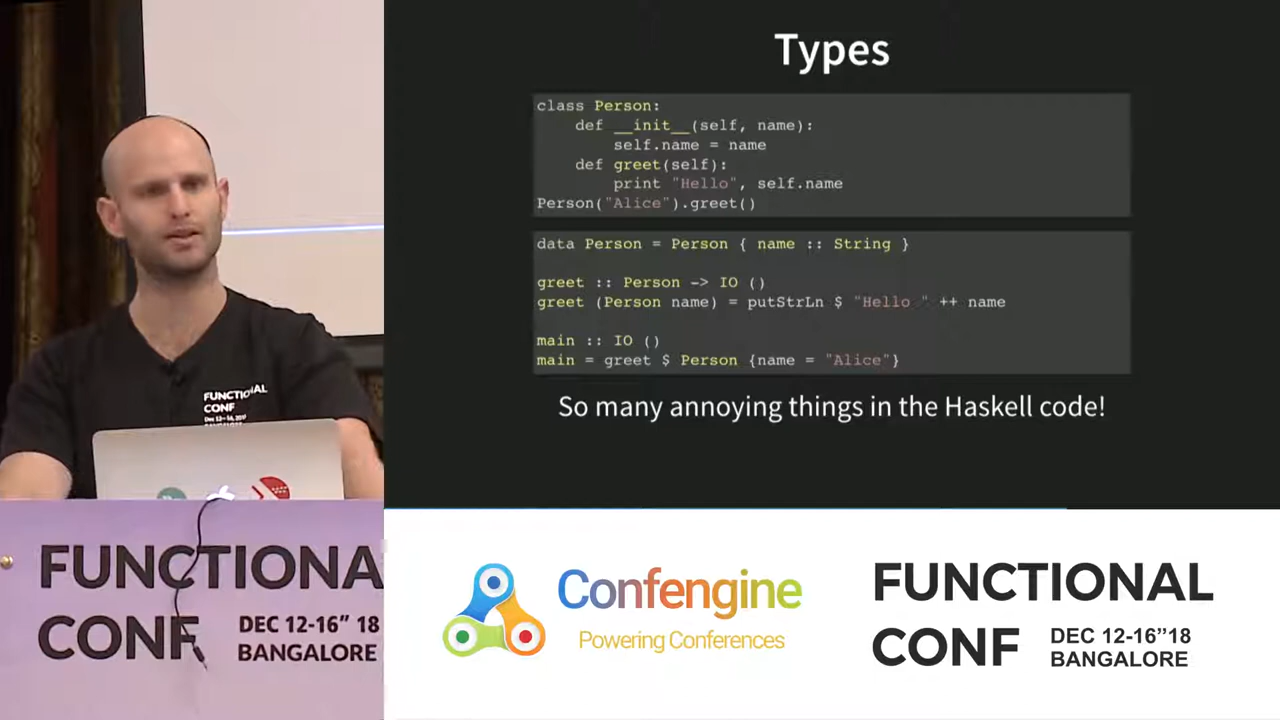 Types
class Person:
    def __init__(self, name):
        self.name = name
    def greet(self):
        print "Hello", self.name
Person("Alice").greet()
data Person = Person { name :: String }
greet :: Person -> IO ()
greet (Person name) = putStrLn $ "Hello " ++ name
main :: IO ()
main = greet $ Person {name = "Alice"}
So many annoying things in the Haskell code!
FUNCTIONAL
CONF
FUNCTIONA
CONF
DEC 12-16” 18
BANGALORE
Confengine
Powering Conferences
FUNCTIONAL
CONF
DEC 12-16”18
BANGALORE